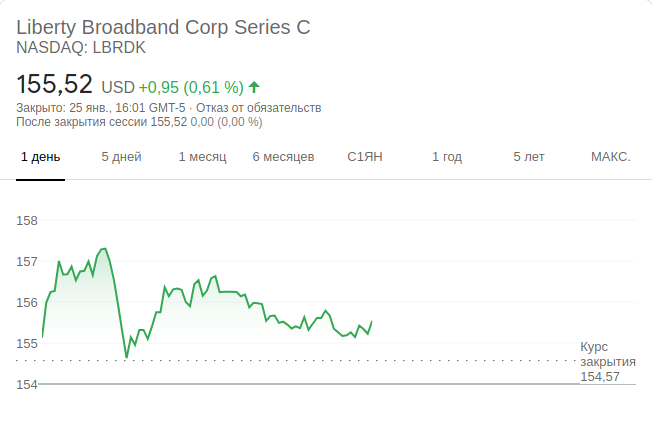 Liberty Broadband Corp Series C
NASDAQ: LBRDK
155,52 USD +0,95 (0,61 %)
Закрыто: 25 янв., 16:01 GMT-5 · Отказ от обязательств
После закрытия сессии 155,52 0,00 (0,00 %)
1 день 5 дней 1 месяц 6 месяцев С1ЯН 1 год 5 лет МАКС.
158
157
156
155
Курс
закрытия
154,57
154